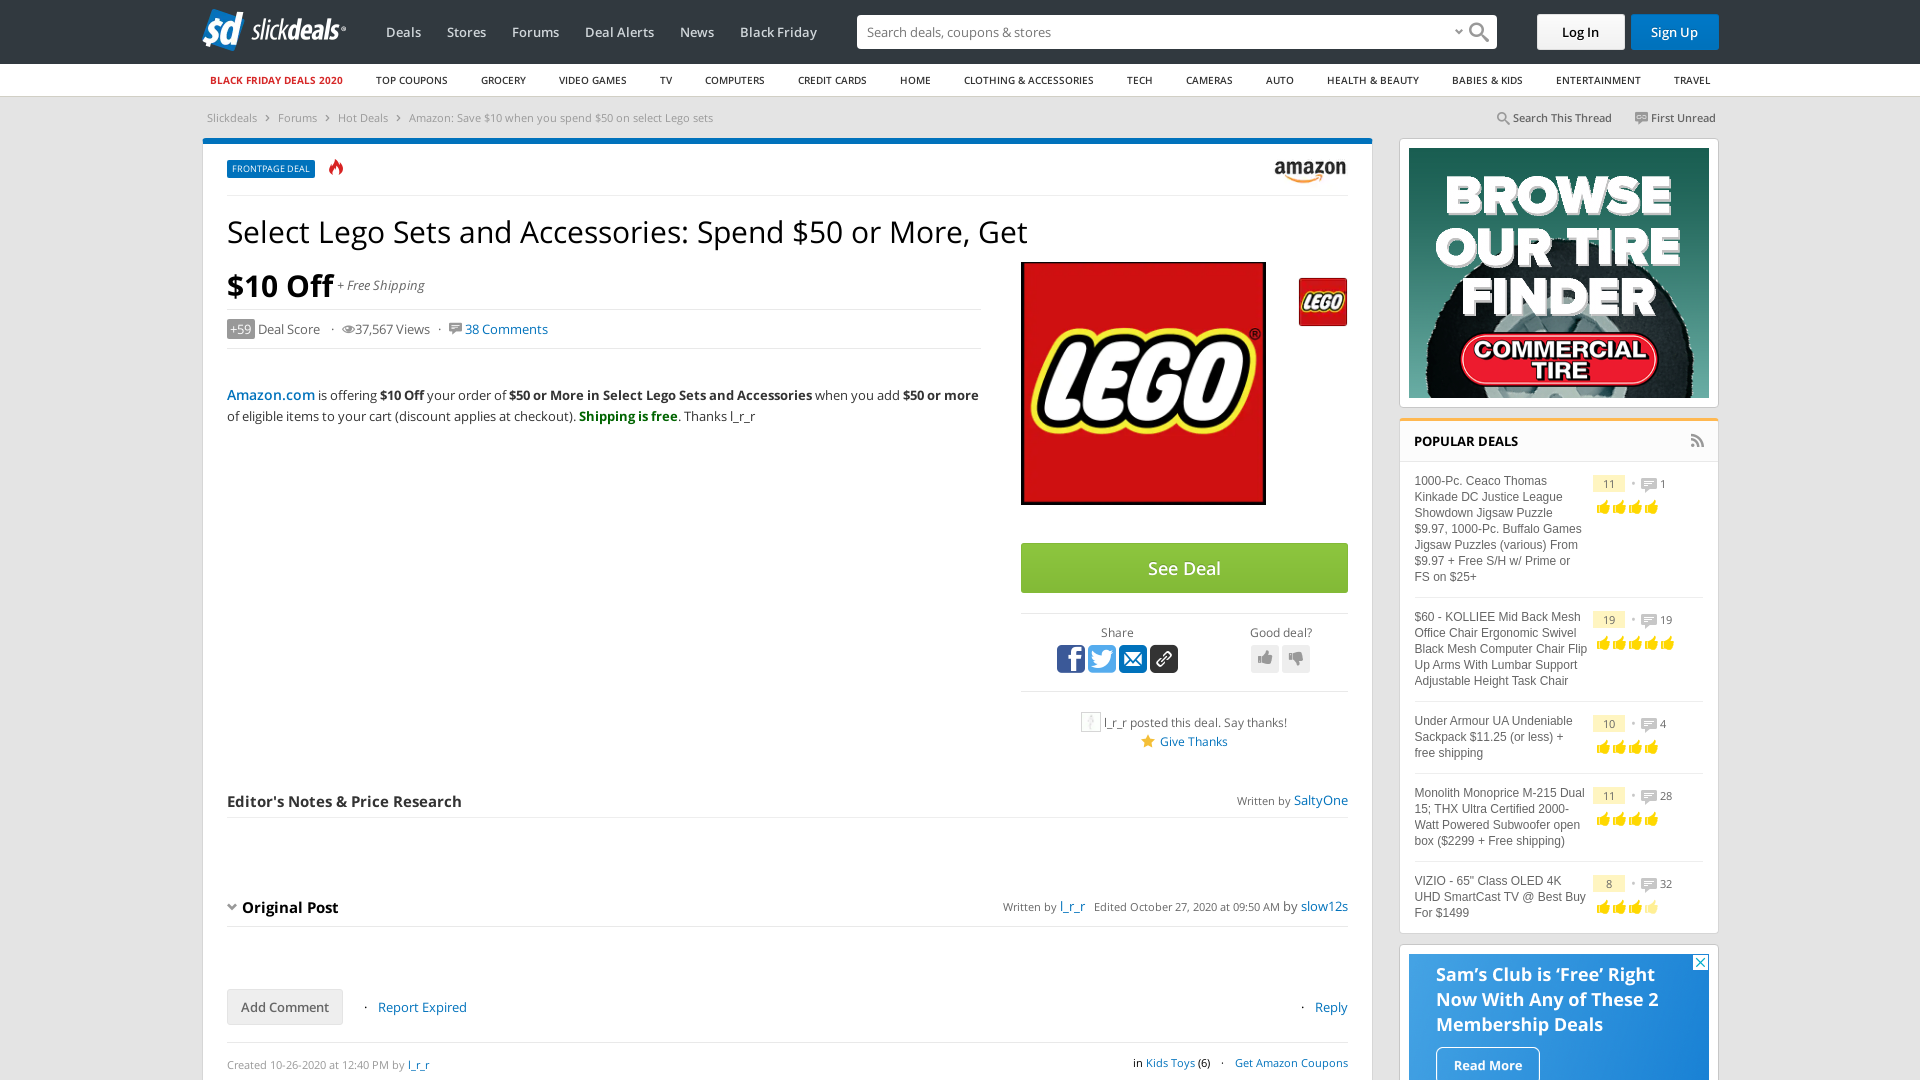 slickdeals
Deals Stores Forums Deal Alerts News Black Friday
Search deals, coupons & stores
Log In Sign Up
BLACK FRIDAY DEALS 2020 TOP COUPONS GROCERY VIDEO GAMES TV COMPUTERS CREDIT CARDS HOME CLOTHING & ACCESSORIES TECH CAMERAS AUTO HEALTH & BEAUTY BABIES & KIDS ENTERTAINMENT TRAVEL
Slickdeals › Forums › Hot Deals › Amazon: Save $10 when you spend $50 on select Lego sets
Search This Thread First Unread
FRONTPAGE DEAL
amazon
Select Lego Sets and Accessories: Spend $50 or More, Get
$10 Off + Free Shipping
+59 Deal Score · 37,567 Views · 38 Comments
Amazon.com is offering $10 Off your order of $50 or More in Select Lego Sets and Accessories when you add $50 or more
of eligible items to your cart (discount applies at checkout). Shipping is free. Thanks l_r_r
LEGO®
LEGO
See Deal
Share
Good deal?
l_r_r posted this deal. Say thanks!
Give Thanks
Editor's Notes & Price Research
Written by SaltyOne
Original Post
Written by l_r_r Edited October 27, 2020 at 09:50 AM by slow12s
Add Comment · Report Expired
· Reply
Created 10-26-2020 at 12:40 PM by l_r_r
in Kids Toys (6) · Get Amazon Coupons
BROWSE
OUR TIRE
FINDER
COMMERCIAL
TIRE
POPULAR DEALS
1000-Pc. Ceaco Thomas
Kinkade DC Justice League
Showdown Jigsaw Puzzle
$9.97, 1000-Pc. Buffalo Games
Jigsaw Puzzles (various) From
$9.97 + Free S/H w/ Prime or
FS on $25+
11 • 1
$60 - KOLLIEE Mid Back Mesh
Office Chair Ergonomic Swivel
Black Mesh Computer Chair Flip
Up Arms With Lumbar Support
Adjustable Height Task Chair
19 • 19
Under Armour UA Undeniable
Sackpack $11.25 (or less) +
free shipping
10 • 4
Monolith Monoprice M-215 Dual
15; THX Ultra Certified 2000-
Watt Powered Subwoofer open
box ($2299 + Free shipping)
11 • 28
VIZIO - 65" Class OLED 4K
UHD SmartCast TV @ Best Buy
For $1499
8 • 32
Sam's Club is 'Free' Right
Now With Any of These 2
Membership Deals
Read More